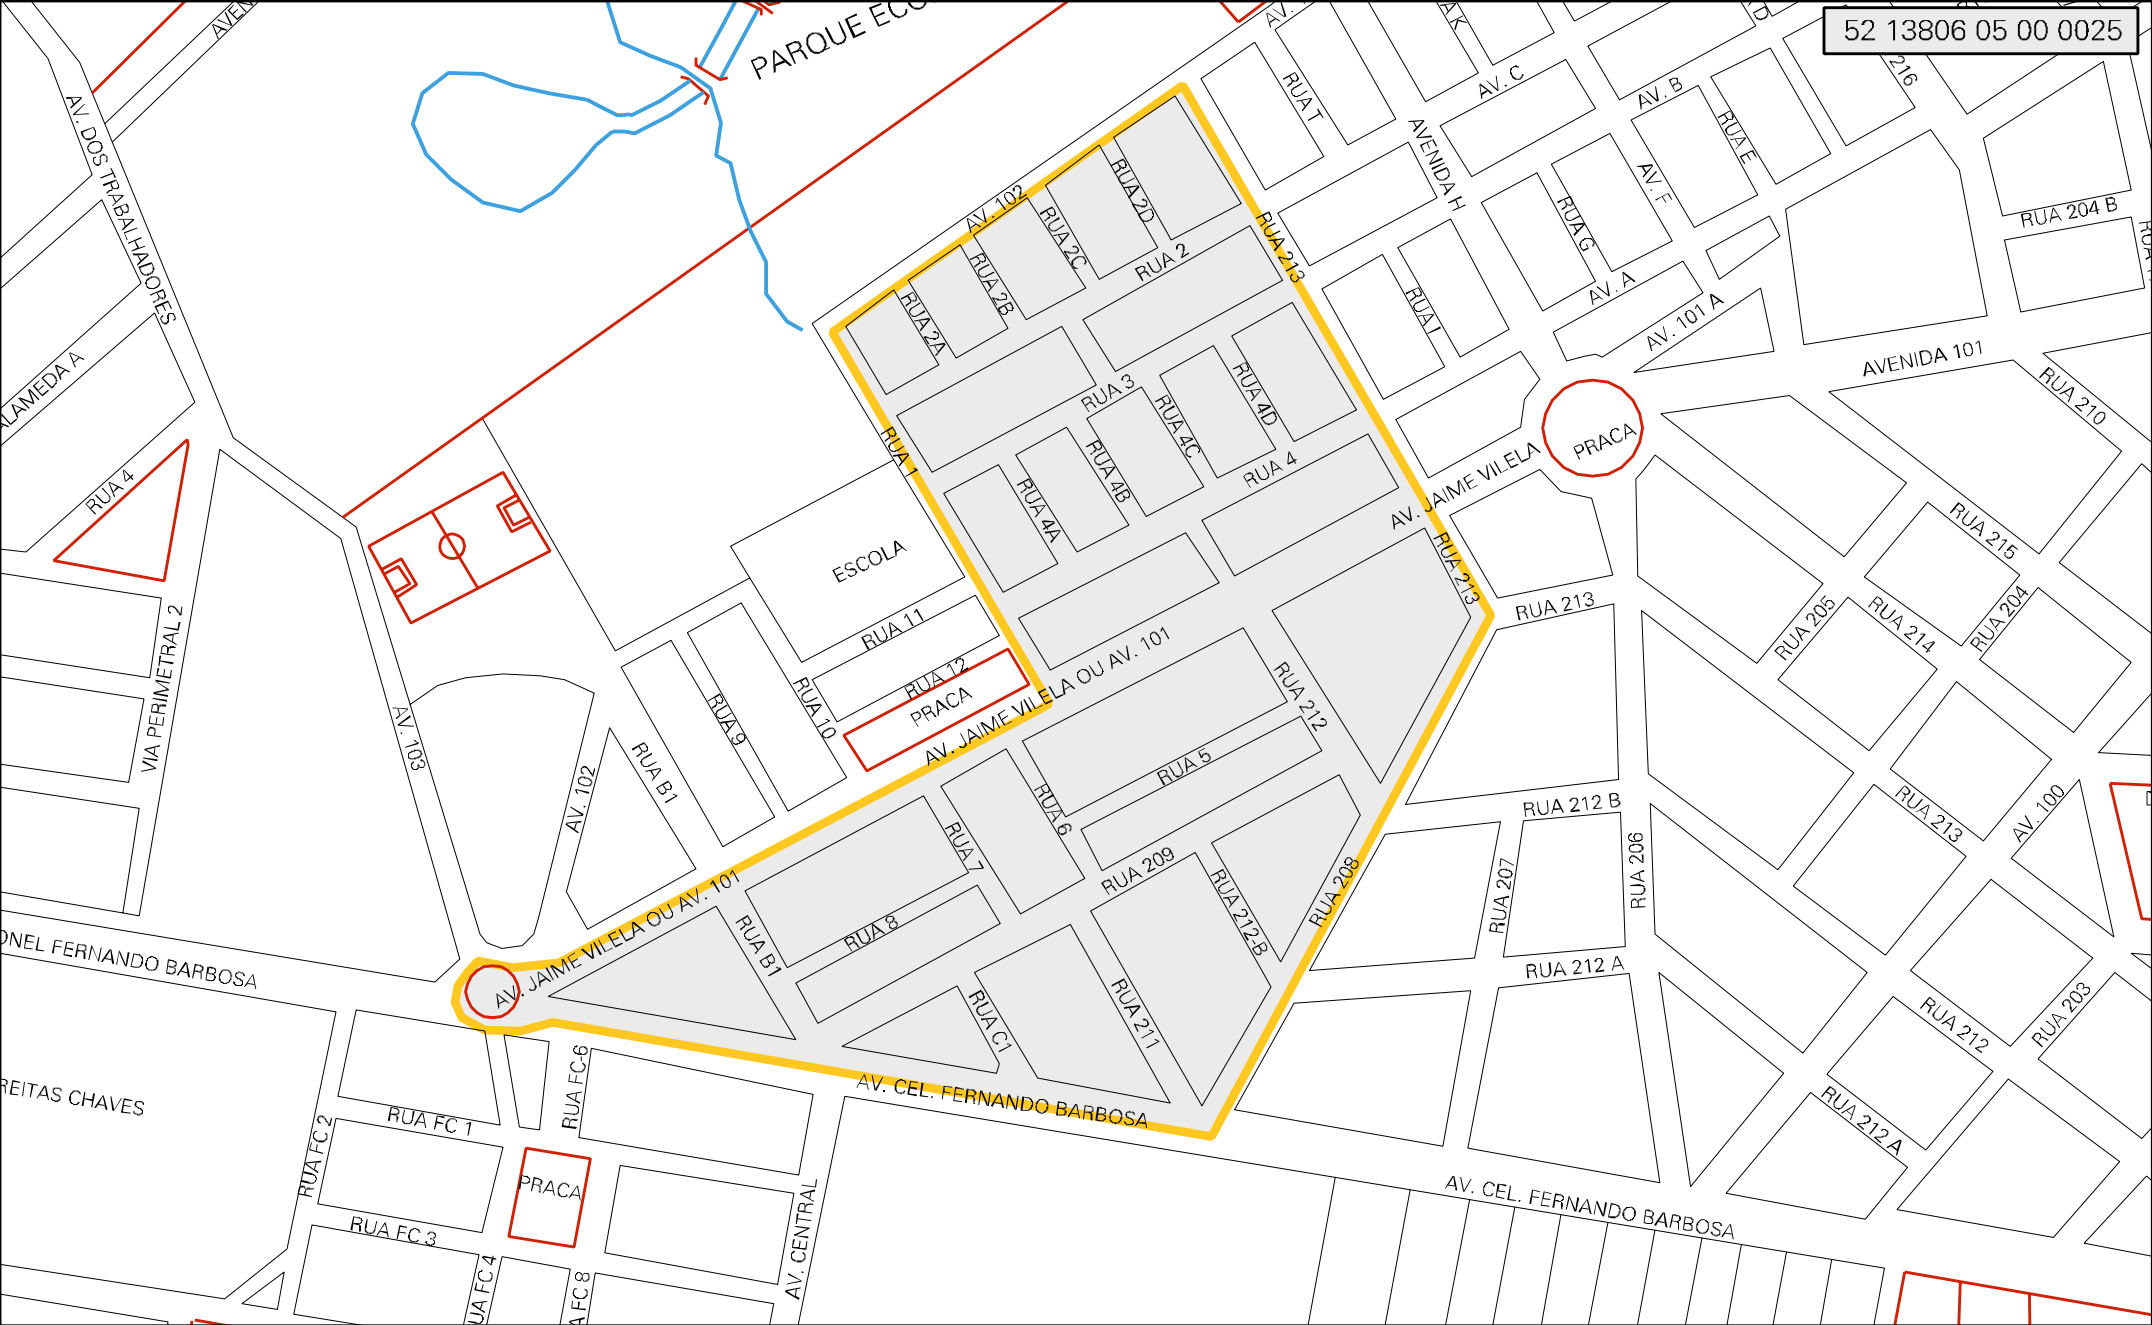 52 13806 05 00 0025
PARQUE
AV. DOS TRABALHADORES
AV. C
AV. B
216
RUA T
AVENIDA H
RUA E
AV. F
RUA G
RUA 204 B
AV. 102
RUA 2D
RUA 2C
RUA 2
RUA 213
RUA 2B
RUA 2A
AV. A
RUA I
AV. 101 A
AVENIDA 101
RUA 210
RUA 3
RUA 4D
RUA 4C
PRACA
RUA 1
RUA 4
RUA 4B
RUA 4A
AV. JAIME VILELA
RUA 4
ESCOLA
RUA 213
RUA 213
RUA 215
RUA 204
RUA 214
RUA 205
RUA 11
RUA 12
PRACA
RUA 10
RUA 9
RUA B1
AV. JAIME VILELA OU AV. 101
RUA 212
RUA 5
RUA 6
VIA PERIMETRAL 2
AV. 103
AV. 102
RUA 7
RUA 209
RUA 212-B
RUA 208
RUA 212 B
RUA 207
RUA 206
RUA 213
AV. 100
AV. JAIME VILELA OU AV. 101
RUA B1
RUA 8
RUA C1
RUA 211
RUA 212 A
RUA 212
RUA 203
RUA 212 A
FERNANDO BARBOSA
CHAVES
AV. CEL. FERNANDO BARBOSA
AV. CEL. FERNANDO BARBOSA
RUA FC-6
RUA FC 1
RUA FC 2
PRACA
RUA FC 3
AV. CENTRAL
FC 4
FC 8